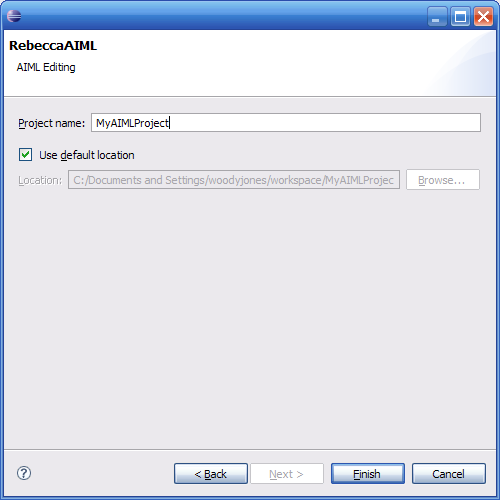 RebeccaAIML
AIML Editing
Project name: MyAIMLProject
Use default location
Location: C:/Documents and Settings/woodyjones/workspace/MyAIMLProjec Browse...
? < Back Next > Finish Cancel